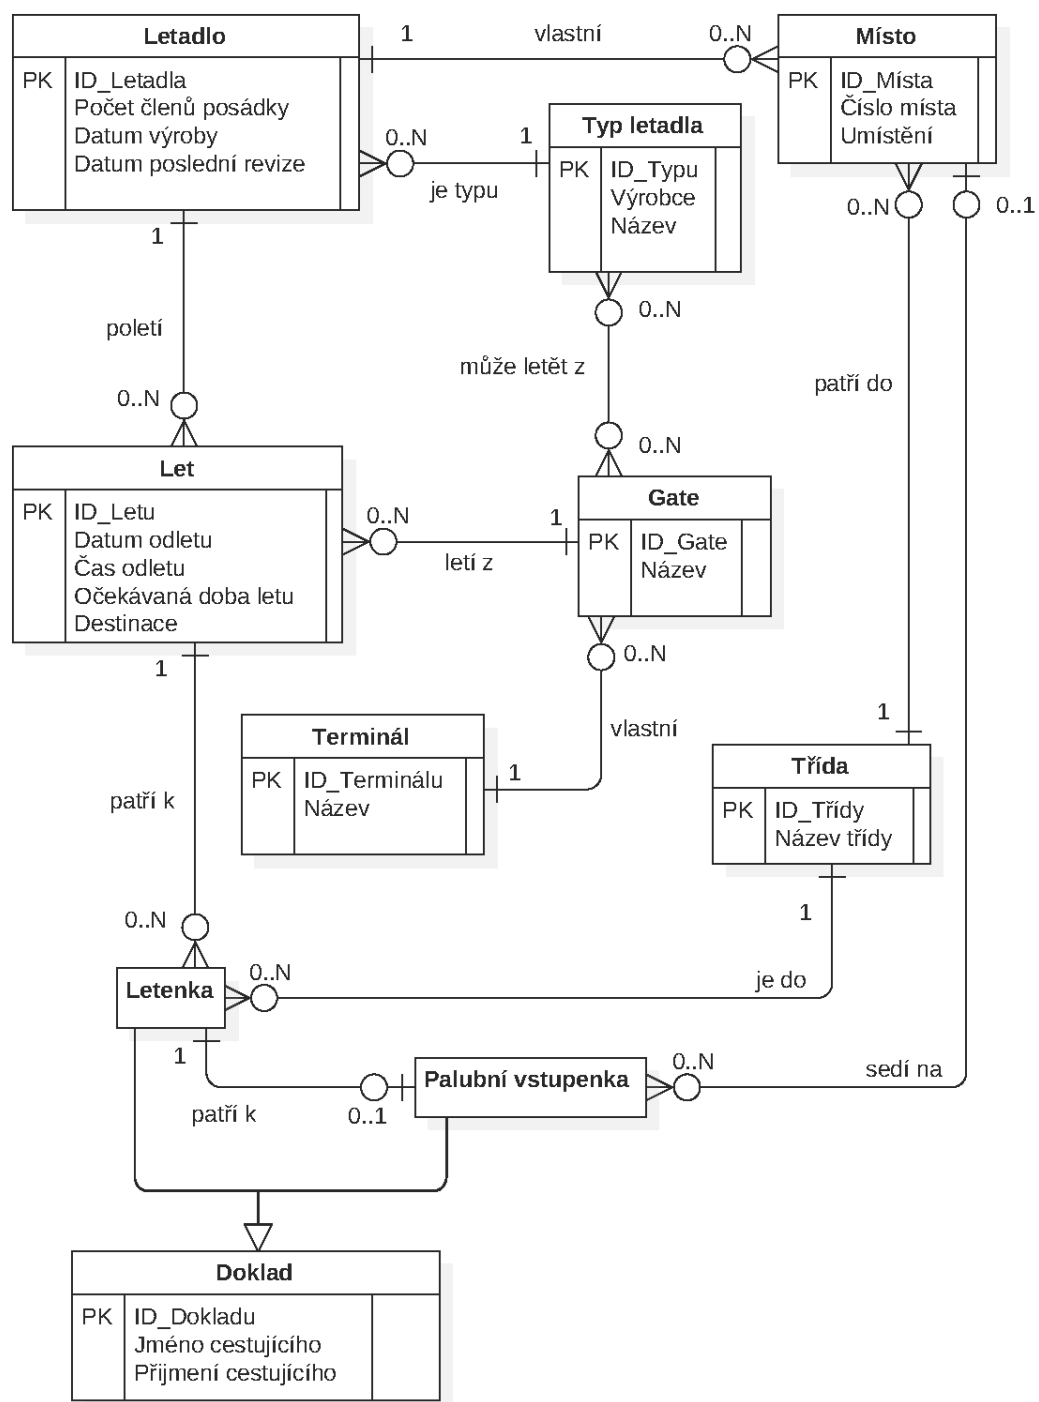 Letadlo
PK
ID_Letadla
Počet členů posádky
Datum výroby
Datum poslední revize
1
vlastní
0..N
Místo
PK
ID_Místa
Číslo místa
Umístění
0..N
je typu
1
Typ letadla
PK
ID_Typu
Výrobce
Název
0..N
0..1
1
poletí
0..N
0..N
může letět z
0..N
patří do
Let
PK
ID_Letu
Datum odletu
Čas odletu
Očekávaná doba letu
Destinace
0..N
letí z
1
Gate
PK
ID_Gate
Název
1
0..N
vlastní
1
Terminál
PK
ID_Terminálu
Název
1
Třída
PK
ID_Třídy
Název třídy
patří k
0..N
1
Letenka
0..N
je do
1
patří k
0..1
Palubní vstupenka
0..N
sedí na
Doklad
PK
ID_Dokladu
Jméno cestujícího
Přijmení cestujícího